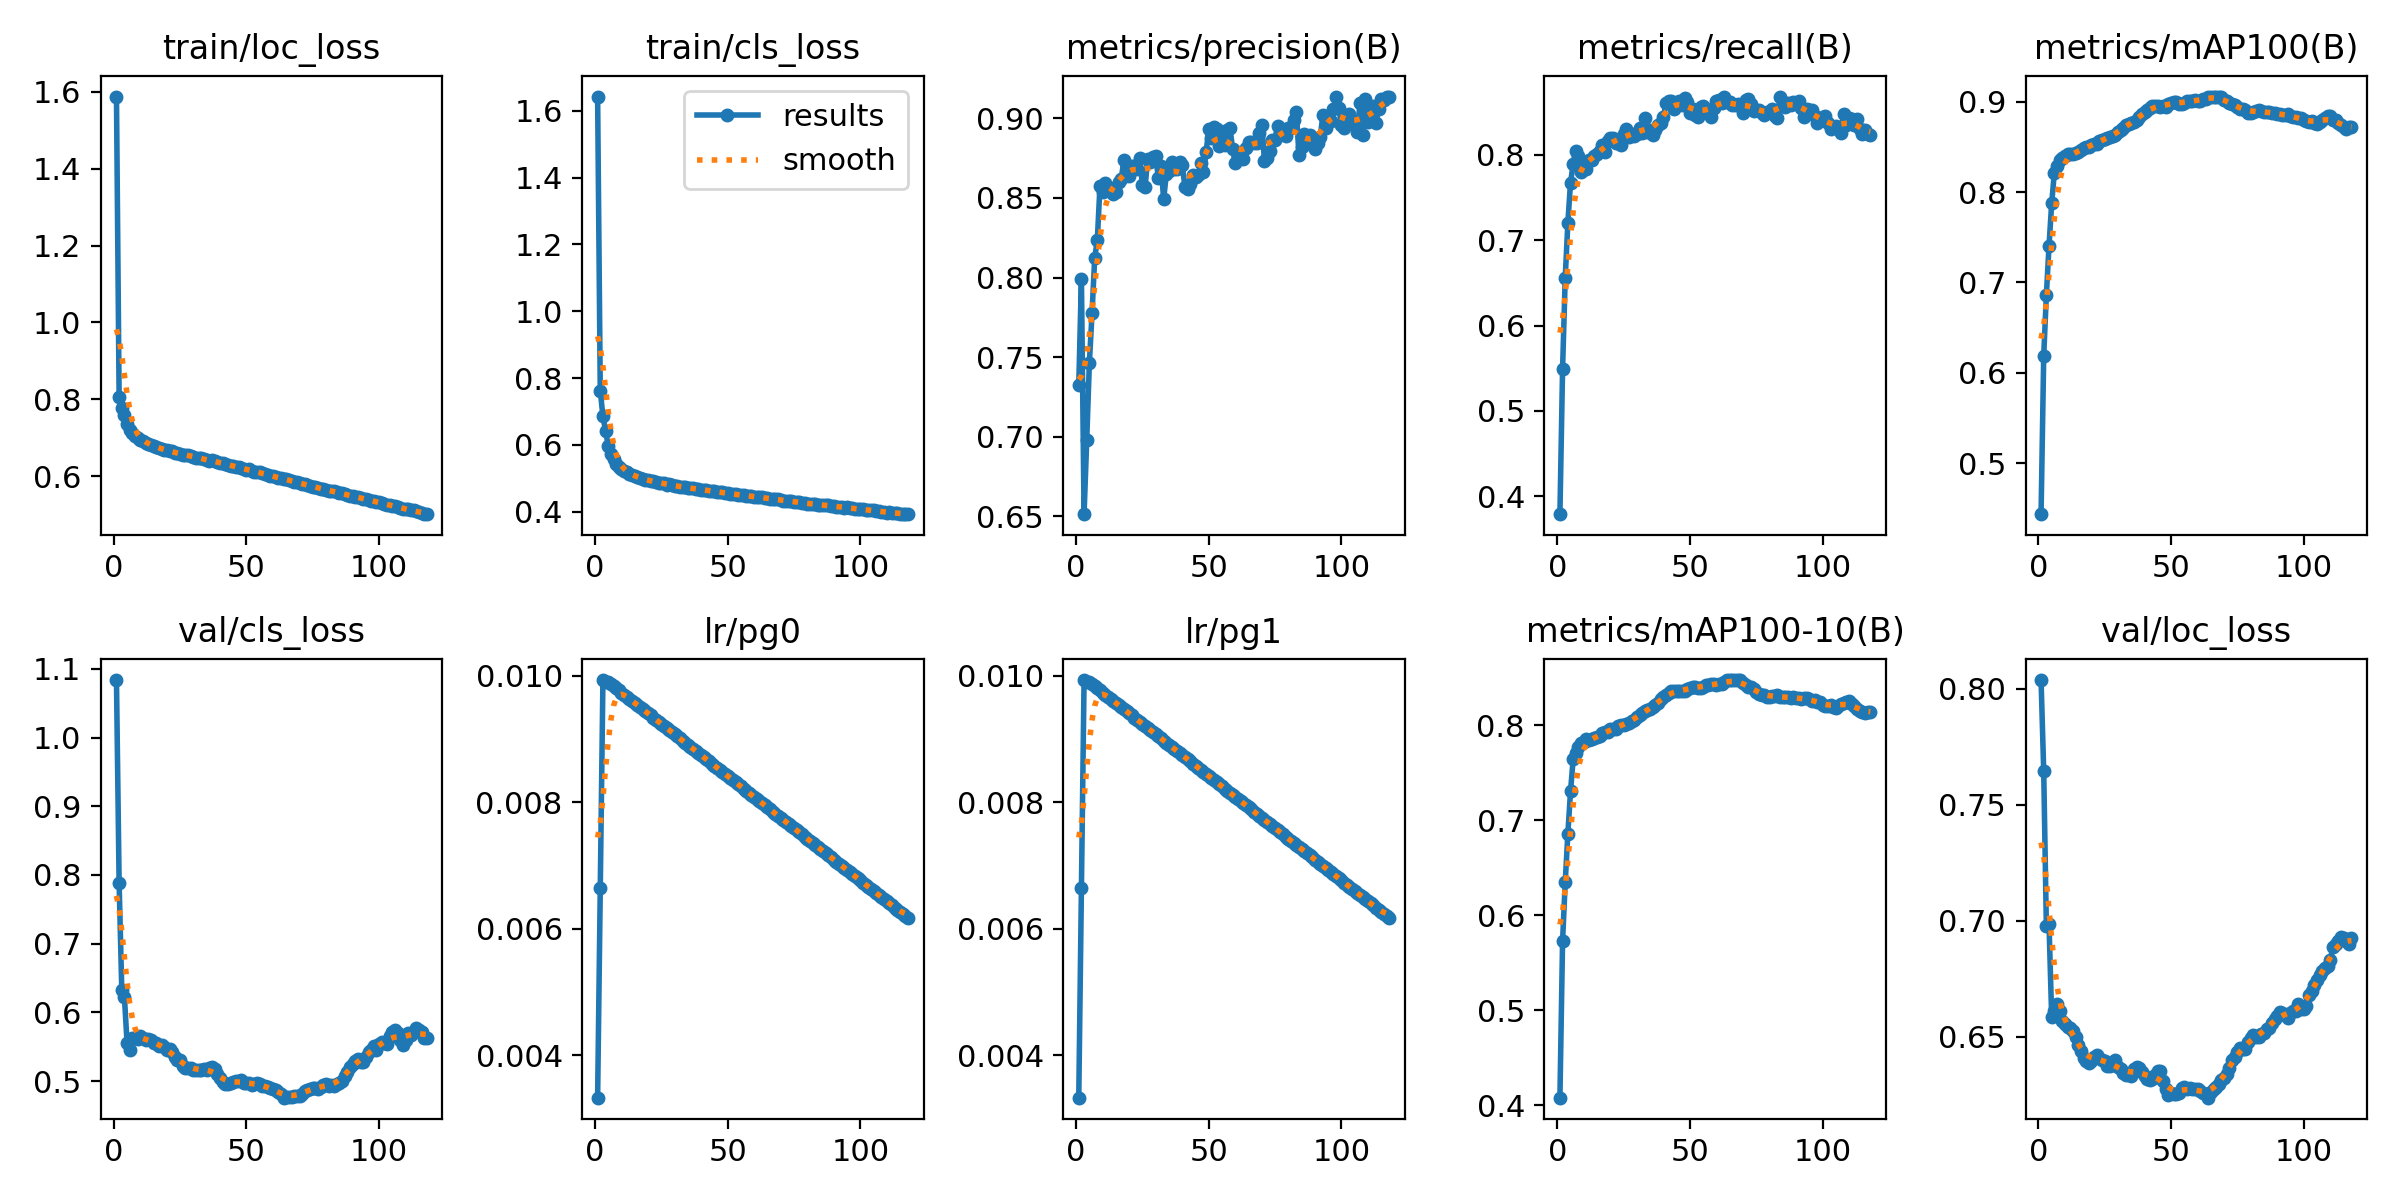 train/loc_loss
1.6
1.4
1.2
1.0
0.8
0.6
0 50 100
train/cls_loss
results
smooth
1.6
1.4
1.2
1.0
0.8
0.6
0.4
0 50 100
metrics/precision(B)
0.90
0.85
0.80
0.75
0.70
0.65
0 50 100
metrics/recall(B)
0.8
0.7
0.6
0.5
0.4
0 50 100
metrics/mAP100(B)
0.9
0.8
0.7
0.6
0.5
0 50 100
val/cls_loss
1.1
1.0
0.9
0.8
0.7
0.6
0.5
0 50 100
lr/pg0
0.010
0.008
0.006
0.004
0 50 100
lr/pg1
0.010
0.008
0.006
0.004
0 50 100
metrics/mAP100-10(B)
0.8
0.7
0.6
0.5
0.4
0 50 100
val/loc_loss
0.80
0.75
0.70
0.65
0 50 100